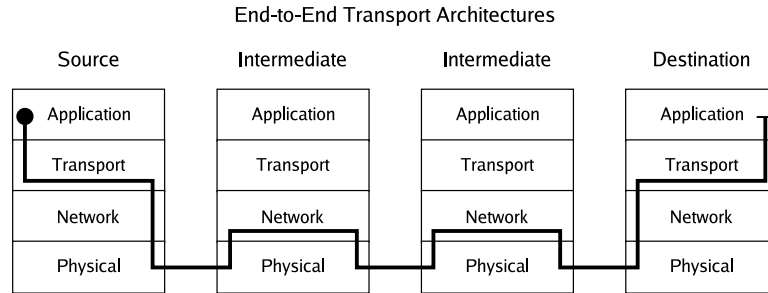 End-to-End Transport Architectures
Source Intermediate Intermediate Destination
Application Application Application Application
Transport Transport Transport Transport
Network Network Network Network
Physical Physical Physical Physical